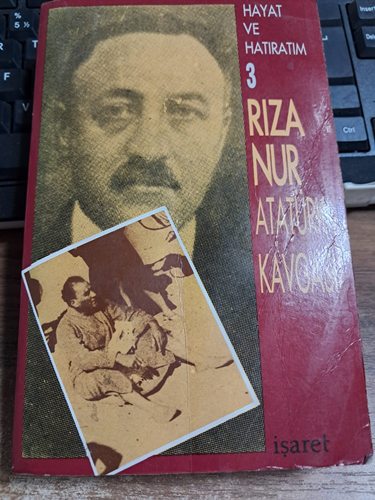 HAYAT
VE
HATIRATIM
3
RIZA
NUR
ATATÜRK
KAVGASI
işaret
Ctrl